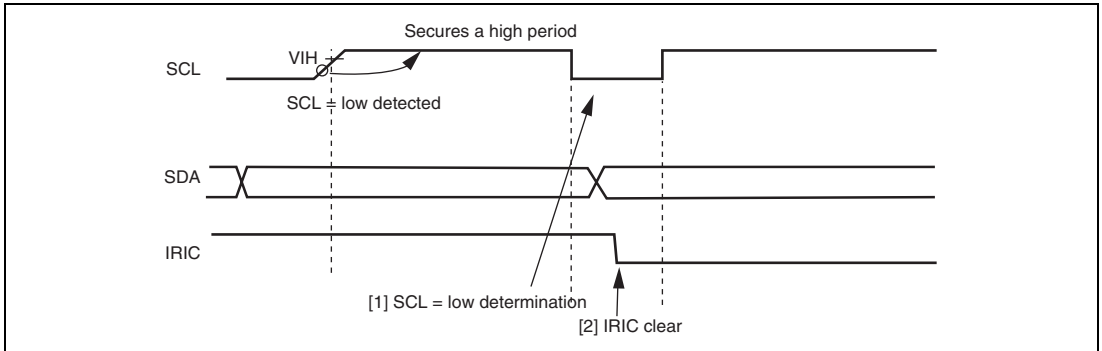 Secures a high period
VIH
SCL
SCL = low detected
SDA
IRIC
[1] SCL = low determination
[2] IRIC clear